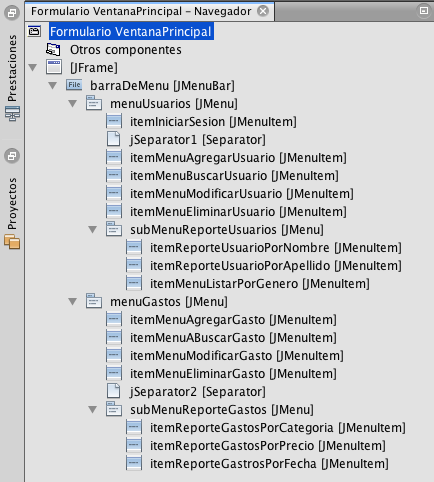 Formulario VentanaPrincipal – Navegador
Prestaciones
Proyectos
Formulario VentanaPrincipal
Otros componentes
[JFrame]
barraDeMenu [JMenuBar]
menuUsuarios [JMenu]
itemIniciarSesion [JMenuItem]
jSeparator1 [Separator]
itemMenuAgregarUsuario [JMenuItem]
itemMenuBuscarUsuario [JMenuItem]
itemMenuModificarUsuario [JMenuItem]
itemMenuEliminarUsuario [JMenuItem]
subMenuReporteUsuarios [JMenu]
itemReporteUsuarioPorNombre [JMenuItem]
itemReporteUsuarioPorApellido [JMenuItem]
itemMenuListarPorGenero [JMenuItem]
menuGastos [JMenu]
itemMenuAgregarGasto [JMenuItem]
itemMenuABuscarGasto [JMenuItem]
itemMenuModificarGasto [JMenuItem]
itemMenuEliminarGasto [JMenuItem]
jSeparator2 [Separator]
subMenuReporteGastos [JMenu]
itemReporteGastosPorCategoria [JMenuItem]
itemReporteGastosPorPrecio [JMenuItem]
itemReporteGastrosPorFecha [JMenuItem]